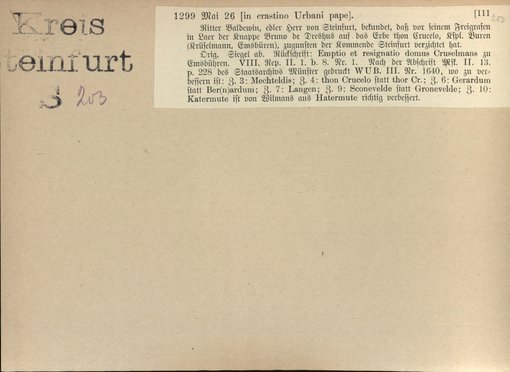 Kreis
teinfurt
S 203
1299 Mai 26 [in crastino Urbani pape]. [111
203
Ritter Baldewin, edler Herr von Steinfurt, bekundet, daß vor seinem Freigrafen
in Laer der Knappe Bruno de Droßhus auf das Erbe thon Crucelo, Kspl. Buren
(Krüselmann, Emsbüren), zugunsten der Kommende Steinfurt verzichtet hat.
Orig. Siegel ab. Rückschrift: Emptio et resignatio domus Cruselmans zu
Emsbühren. VIII. Rep. II. 1. b. 8. Nr. 1. Nach der Abschrift Mst. II. 13.
p. 228 des Staatsarchivs Münster gedruckt WUB. III. Nr. 1640, wo zu ver-
bessern ist: Z. 3: Mechteldis; Z. 4: thon Crucelo statt thor Cr.; Z. 6: Gerardum
statt Ber(n)ardum; Z. 7: Langen; Z. 9: Sconevelde statt Gronevelde; Z. 10:
Katermute ist von Wilmans aus Hatermute richtig verbessert.